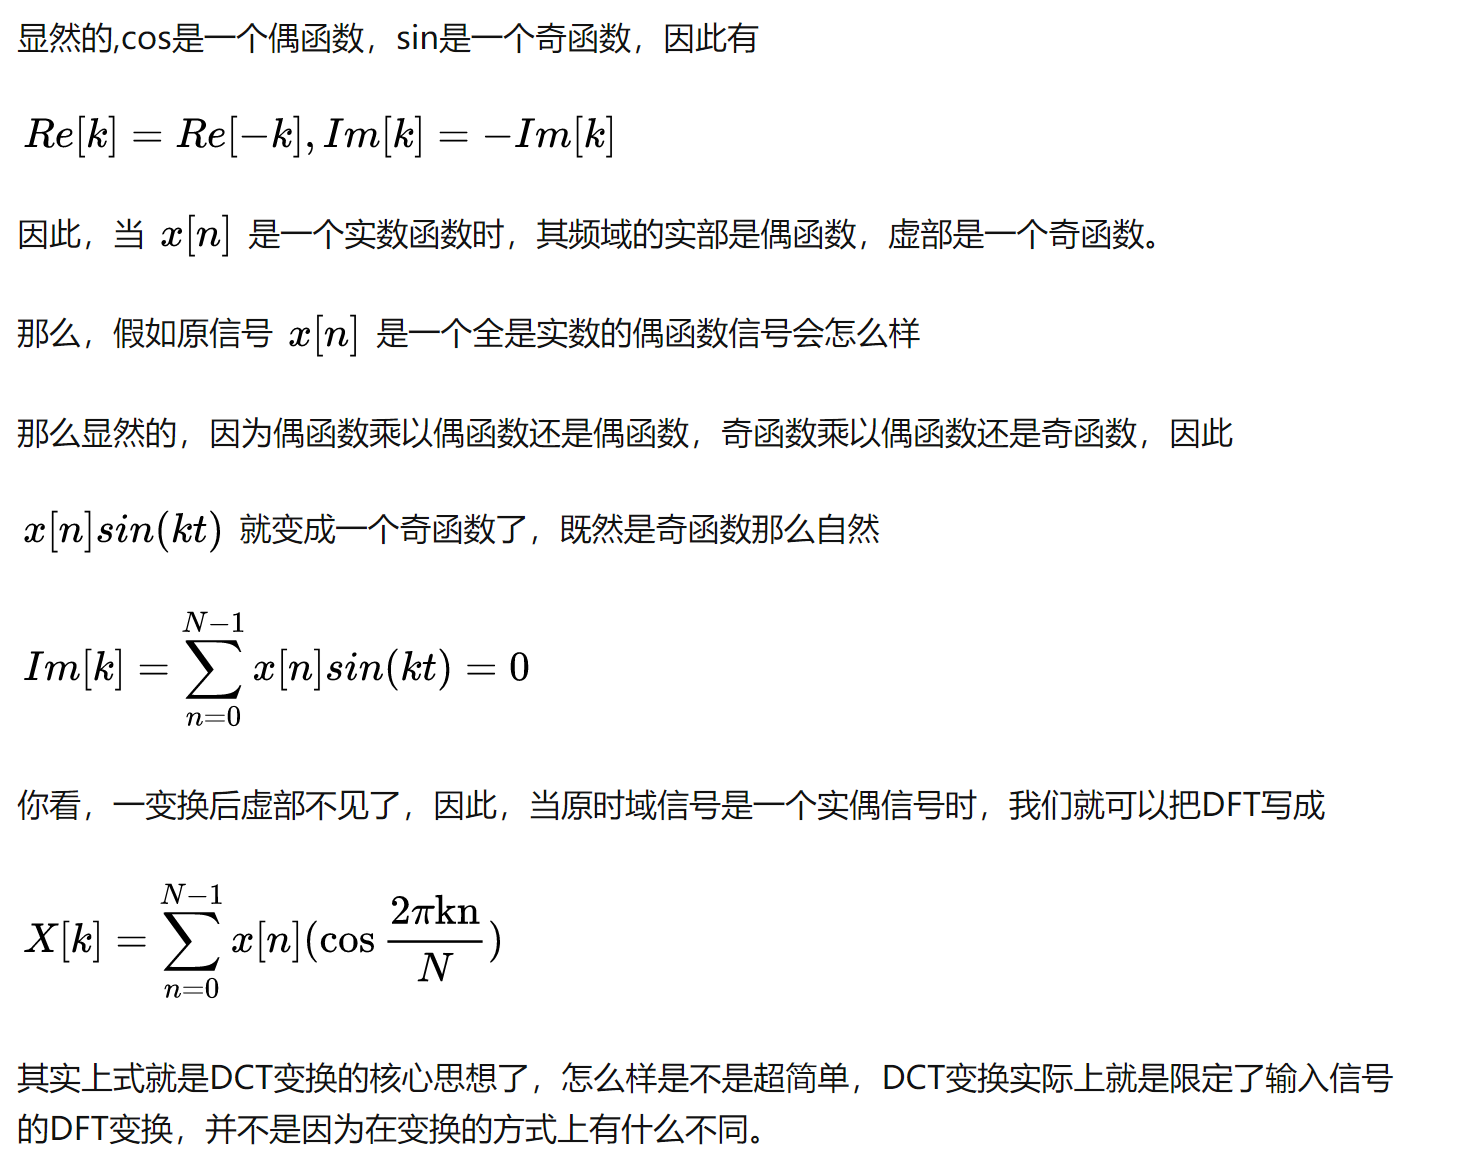 显然的,cos是一个偶函数，sin是一个奇函数，因此有
Re[k] = Re[−k], Im[k] = −Im[k]
因此，当 x[n] 是一个实数函数时，其频域的实部是偶函数，虚部是一个奇函数。
那么，假如原信号 x[n] 是一个全是实数的偶函数信号会怎么样
那么显然的，因为偶函数乘以偶函数还是偶函数，奇函数乘以偶函数还是奇函数，因此
x[n]sin(kt) 就变成一个奇函数了，既然是奇函数那么自然
Im[k] = \sum_{n=0}^{N−1} x[n]sin(kt) = 0
你看，一变换后虚部不见了，因此，当原时域信号是一个实偶信号时，我们就可以把DFT写成
X[k] = \sum_{n=0}^{N−1} x[n](cos \frac{2πkn}{N})
其实上式就是DCT变换的核心思想了，怎么样是不是超简单，DCT变换实际上就是限定了输入信号
的DFT变换，并不是因为在变换的方式上有什么不同。